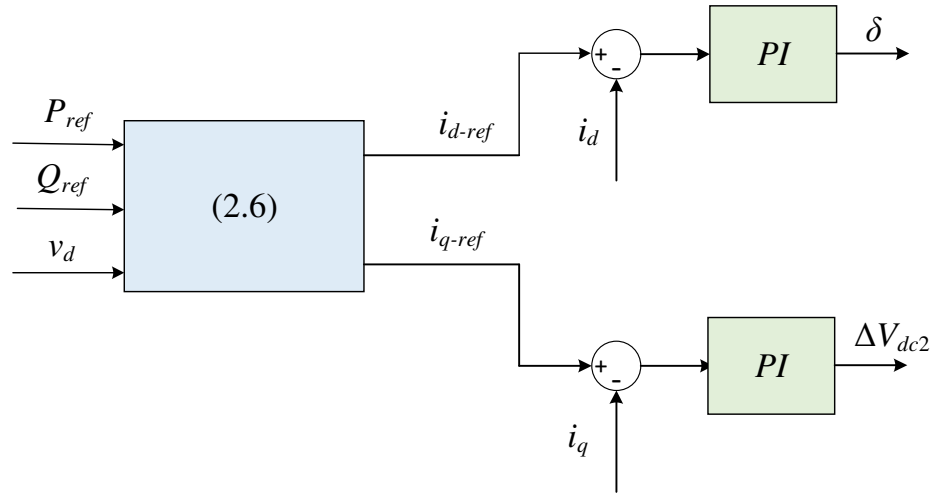 δ
PI
+
-
i_d-ref
i_d
P_ref
Q_ref
v_d
(2.6)
i_q-ref
ΔV_dc2
PI
+
-
i_q